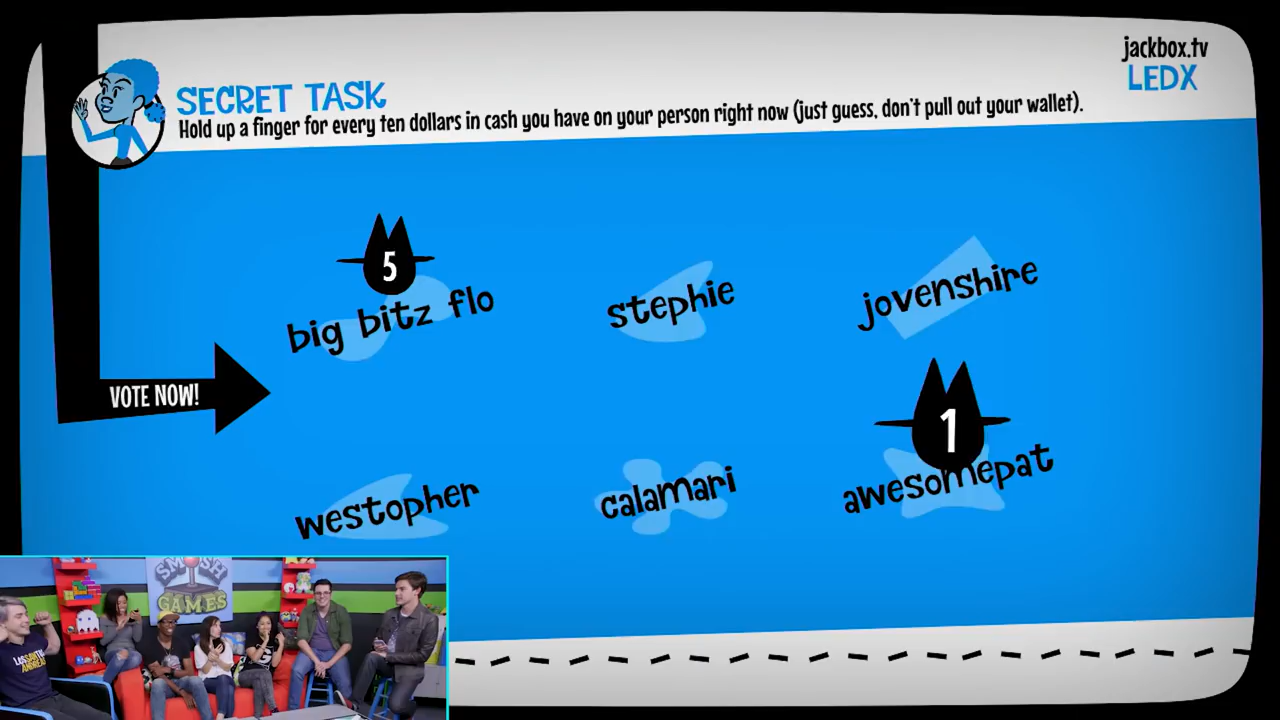 jackbox.tv
LEDX
SECRET TASK
Hold up a finger for every ten dollars in cash you have on your person right now (just guess, don't pull out your wallet).
5
big bitz flo
stephie
jovenshire
VOTE NOW!
1
westopher
calamari
awesomepat
SMOSH
GAMES